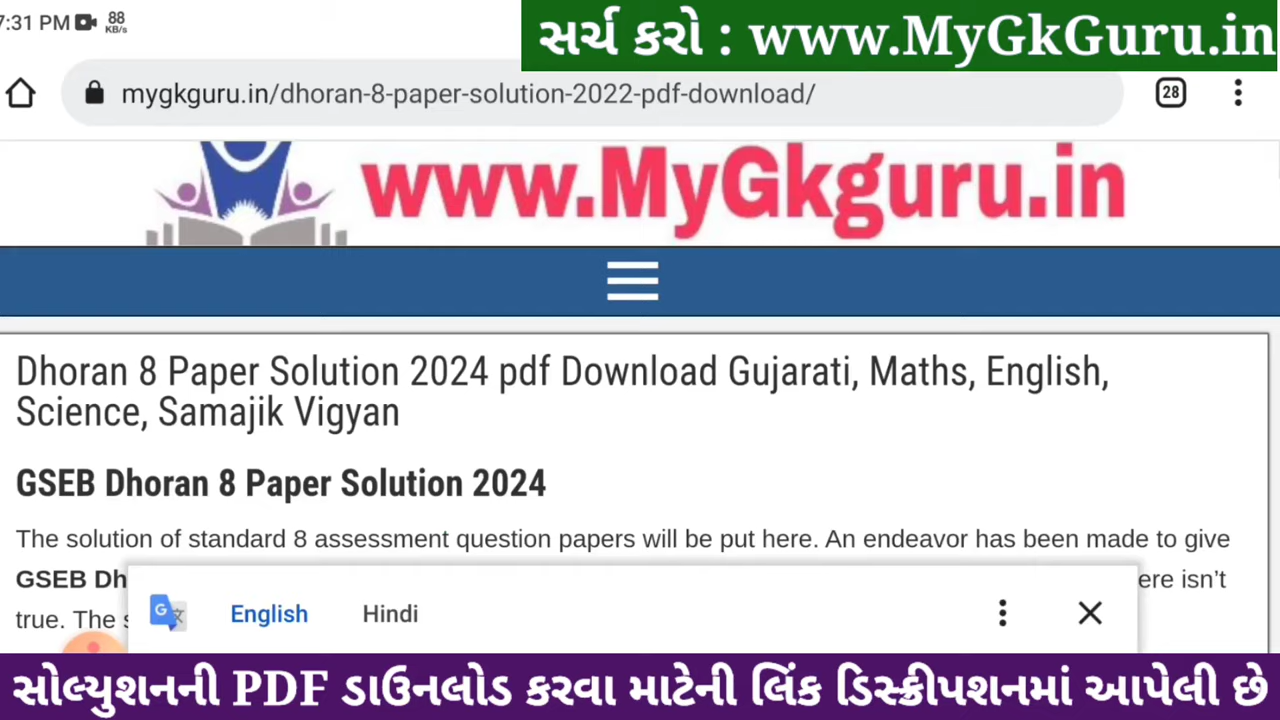 7:31 PM 88 KB/s
સર્ચ કરો : www.MyGkGuru.in
mygkguru.in/dhoran-8-paper-solution-2022-pdf-download/
28
www.MyGkguru.in
Dhoran 8 Paper Solution 2024 pdf Download Gujarati, Maths, English,
Science, Samajik Vigyan
GSEB Dhoran 8 Paper Solution 2024
The solution of standard 8 assessment question papers will be put here. An endeavor has been made to give
GSEB Dh ere isn't
true. The s
English Hindi
સોલ્યુશનની PDF ડાઉનલોડ કરવા માટેની લિંક ડિસ્ક્રીપશનમાં આપેલી છે